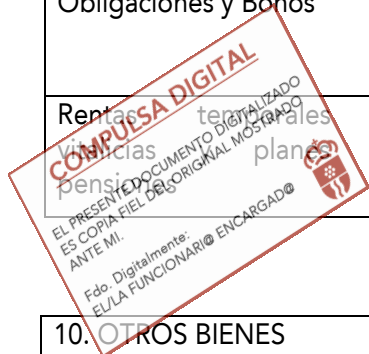 Obligaciones y Bonos
Rentas temporales
vitalicias y planes
pensiones
COMPULSA DIGITAL
EL PRESENTE DOCUMENTO DIGITALIZADO
ES COPIA FIEL DEL ORIGINAL MOSTRADO
ANTE MI.
Fdo. Digitalmente:
EL/LA FUNCIONARI@ ENCARGAD@
10. OTROS BIENES